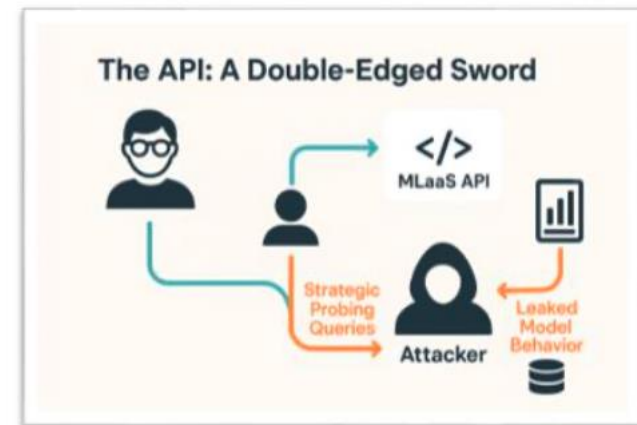 The API: A Double-Edged Sword
</>
MLaaS API
Strategic
Probing
Queries
Attacker
Leaked
Model
Behavior